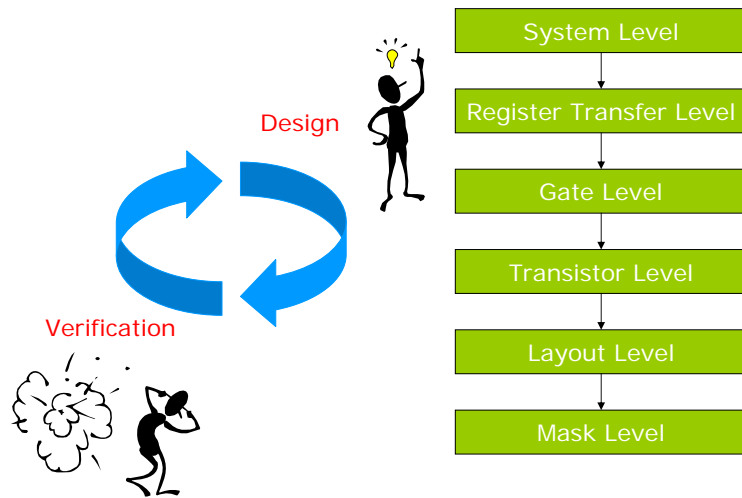 Design
Verification
System Level
Register Transfer Level
Gate Level
Transistor Level
Layout Level
Mask Level